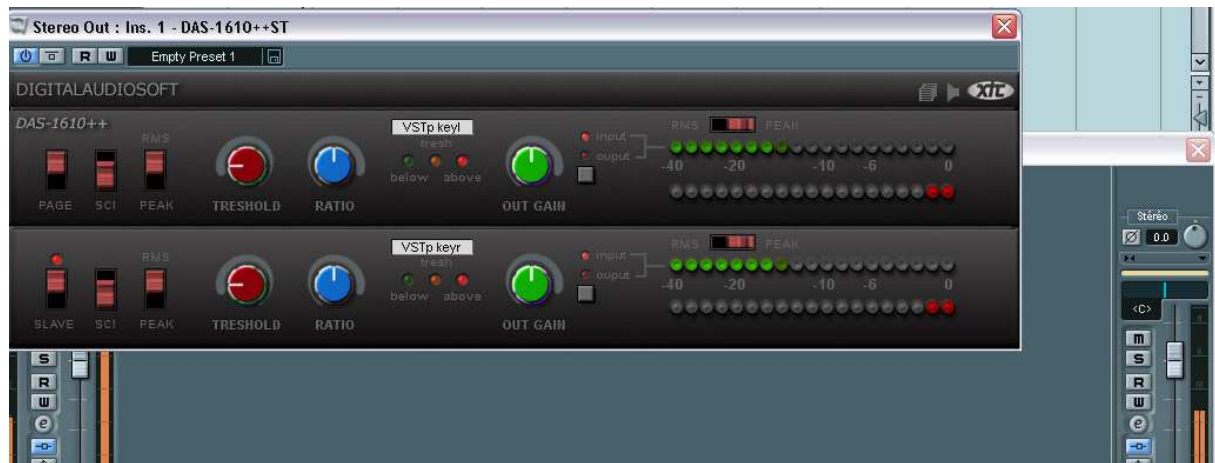 Stereo Out : Ins. 1 - DAS-1610++ST
R W Empty Preset 1
DIGITALAUDIOSOFT
XITE
DAS-1610++
RMS
PAGE SCI PEAK
TRESHOLD
RATIO
VSTp keyl
tresh
below above
OUT GAIN
input
ouput
RMS PEAK
-40 -20 -10 -6 0
RMS
SLAVE SCI PEAK
TRESHOLD
RATIO
VSTp keyr
tresh
below above
OUT GAIN
input
ouput
RMS PEAK
-40 -20 -10 -6 0
S
R
W
e
Stéréo
0.0
<C>
m
S
R
W
e